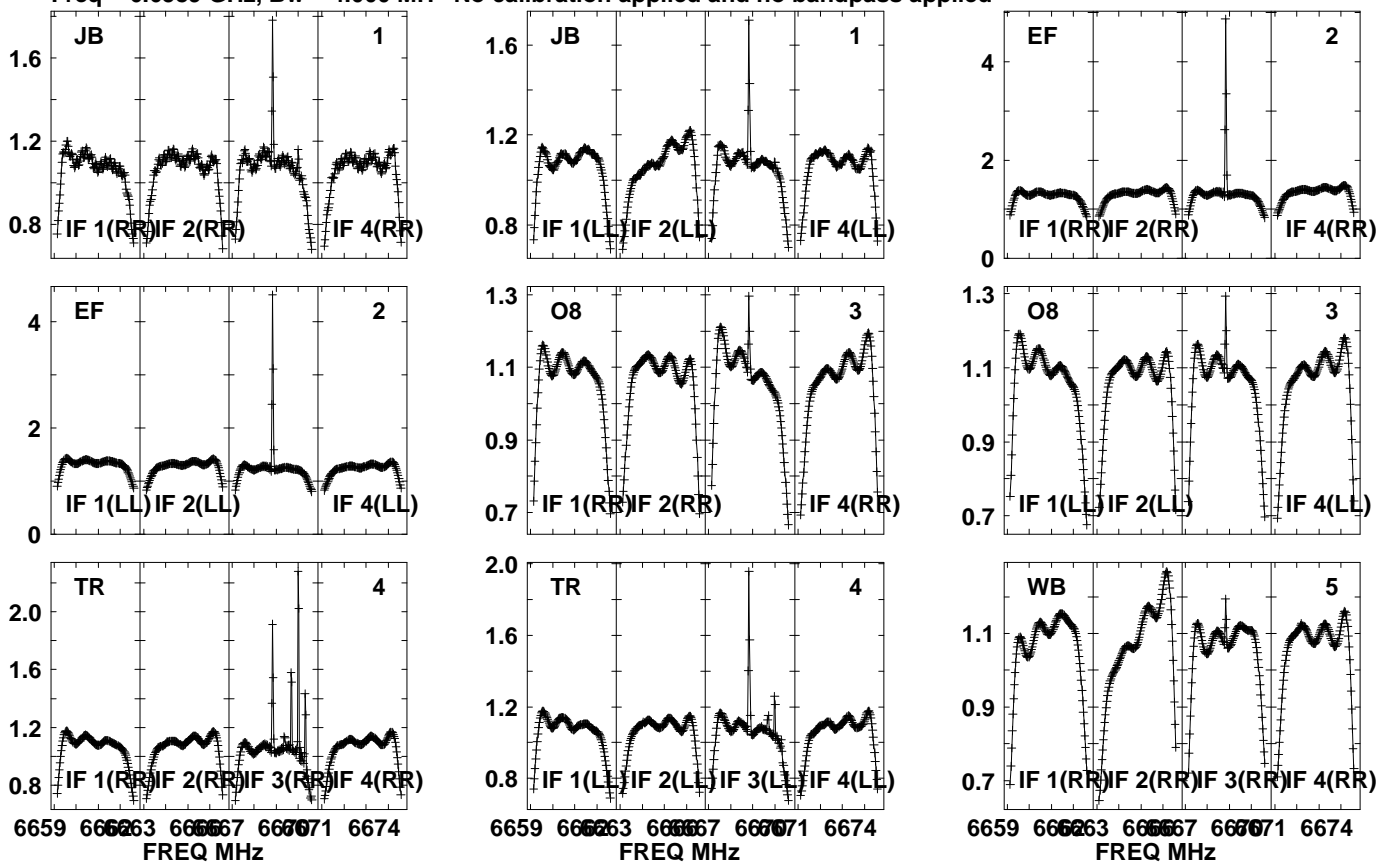 No calibration applied and no bandpass applied
JB 1
JB 1
EF 2
1.6
1.2
0.8
IF 1(RR) IF 2(RR) IF 4(RR)
1.6
1.2
0.8
IF 1(LL) IF 2(LL) IF 4(LL)
4
2
0
IF 1(RR) IF 2(RR) IF 4(RR)
EF 2
O8 3
O8 3
4
2
0
IF 1(LL) IF 2(LL) IF 4(LL)
1.3
1.1
0.9
0.7
IF 1(RR) IF 2(RR) IF 4(RR)
1.3
1.1
0.9
0.7
IF 1(LL) IF 2(LL) IF 4(LL)
TR 4
TR 4
WB 5
2.0
1.6
1.2
0.8
IF 1(RR) IF 2(RR) IF 3(RR) IF 4(RR)
2.0
1.6
1.2
0.8
IF 1(LL) IF 2(LL) IF 3(LL) IF 4(LL)
1.1
0.9
0.7
IF 1(RR) IF 2(RR) IF 3(RR) IF 4(RR)
6659 6674
6659 6674
6659 6674
FREQ MHz
FREQ MHz
FREQ MHz